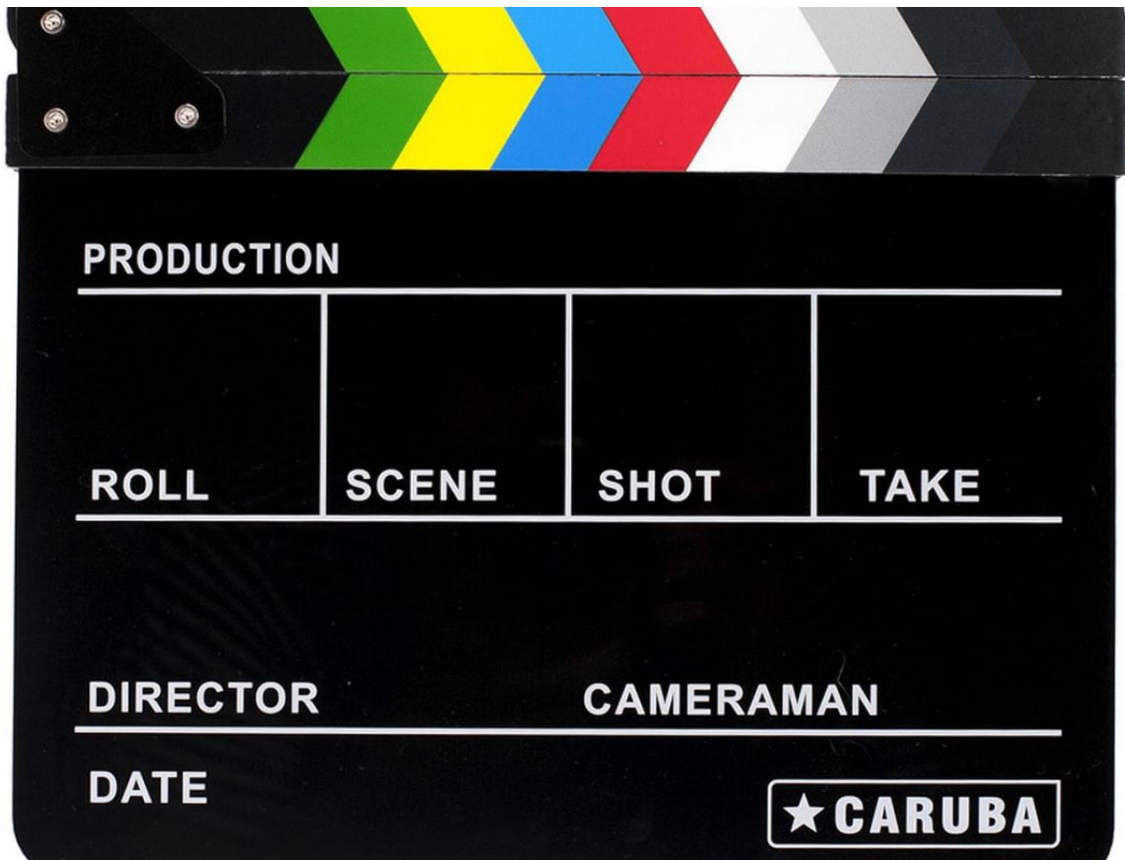 PRODUCTION
ROLL SCENE SHOT TAKE
DIRECTOR CAMERAMAN
DATE
★CARUBA